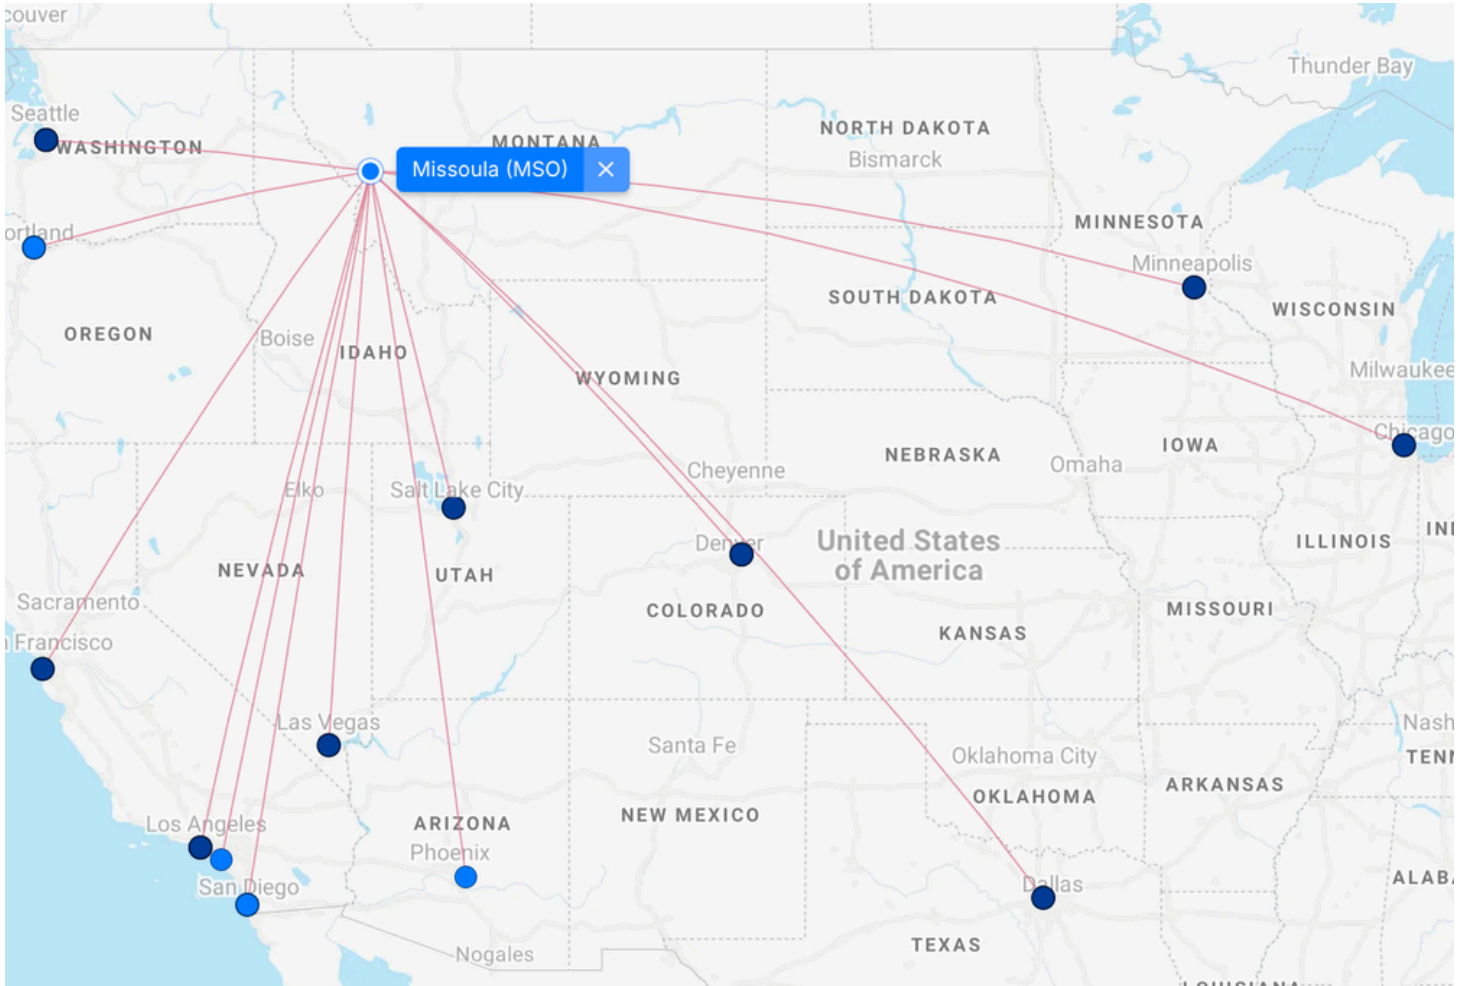 couver
Thunder Bay
Seattle
WASHINGTON
MONTANA
NORTH DAKOTA
Bismarck
Missoula (MSO) ×
ortland
MINNESOTA
Minneapolis
OREGON
Boise
IDAHO
SOUTH DAKOTA
WISCONSIN
WYOMING
Milwaukee
Chicago
IOWA
NEBRASKA
Omaha
Cheyenne
Elko
Salt Lake City
NEVADA
UTAH
Denver
United States
of America
ILLINOIS
INI
COLORADO
MISSOURI
KANSAS
Sacramento
n Francisco
Las Vegas
Santa Fe
Oklahoma City
Nash
TENN
ARKANSAS
OKLAHOMA
NEW MEXICO
Los Angeles
ARIZONA
Phoenix
San Diego
Dallas
ALABA
Nogales
TEXAS
LOUISIANA